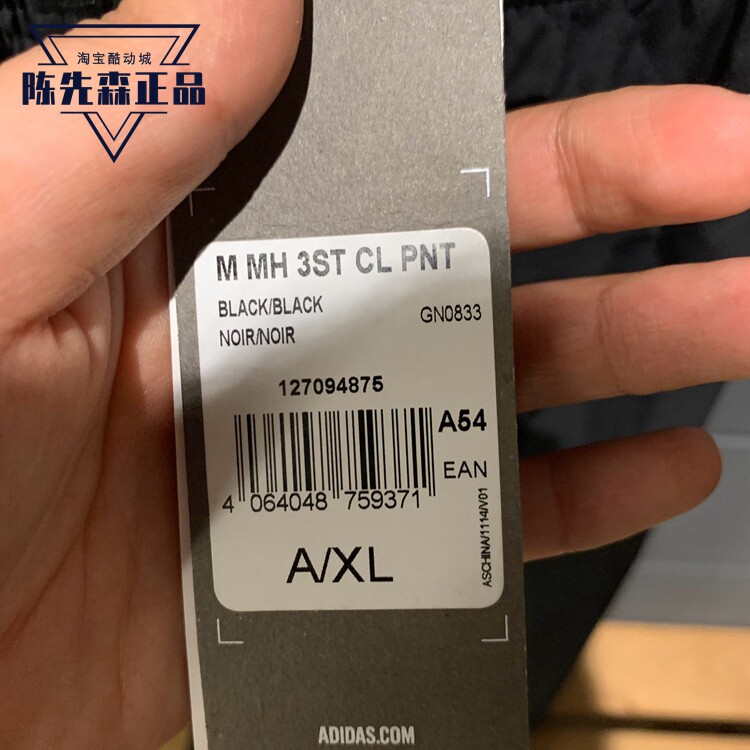 淘宝酷动城
陈先森正品
M MH 3ST CL PNT
BLACK/BLACK
GN0833
NOIR/NOIR
127094875
A54
EAN
4 064048 759371
A/XL
ASCHINA/1114/V01
ADIDAS.COM